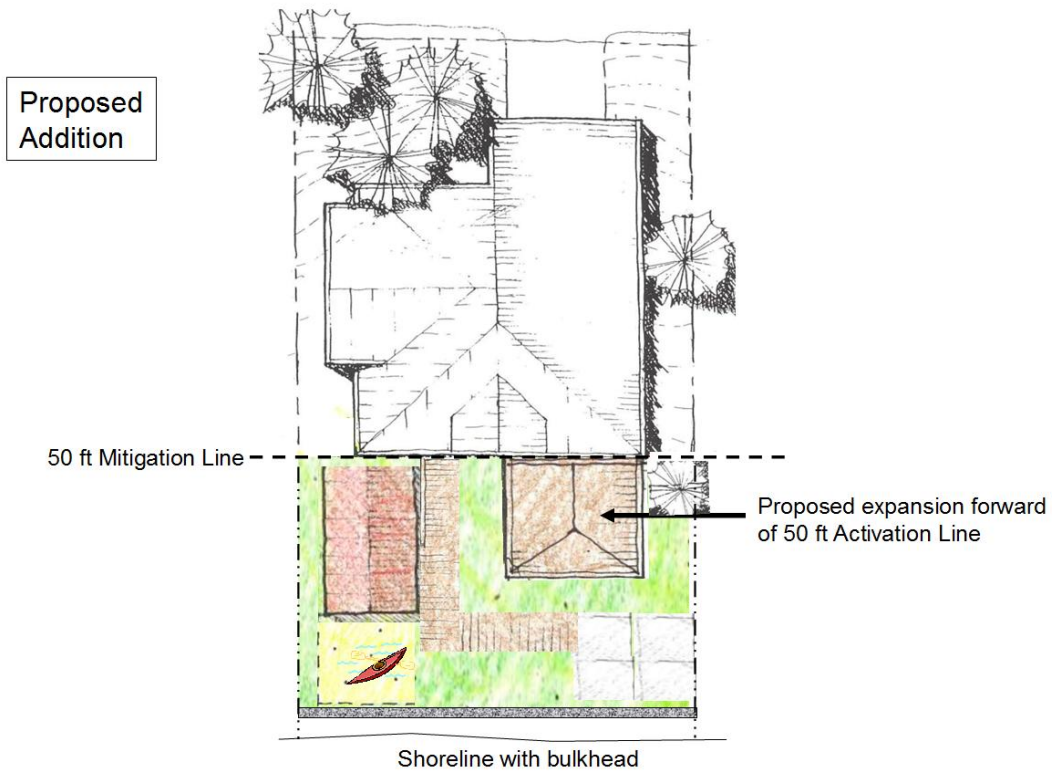 Proposed
Addition
50 ft Mitigation Line
Proposed expansion forward
of 50 ft Activation Line
Shoreline with bulkhead